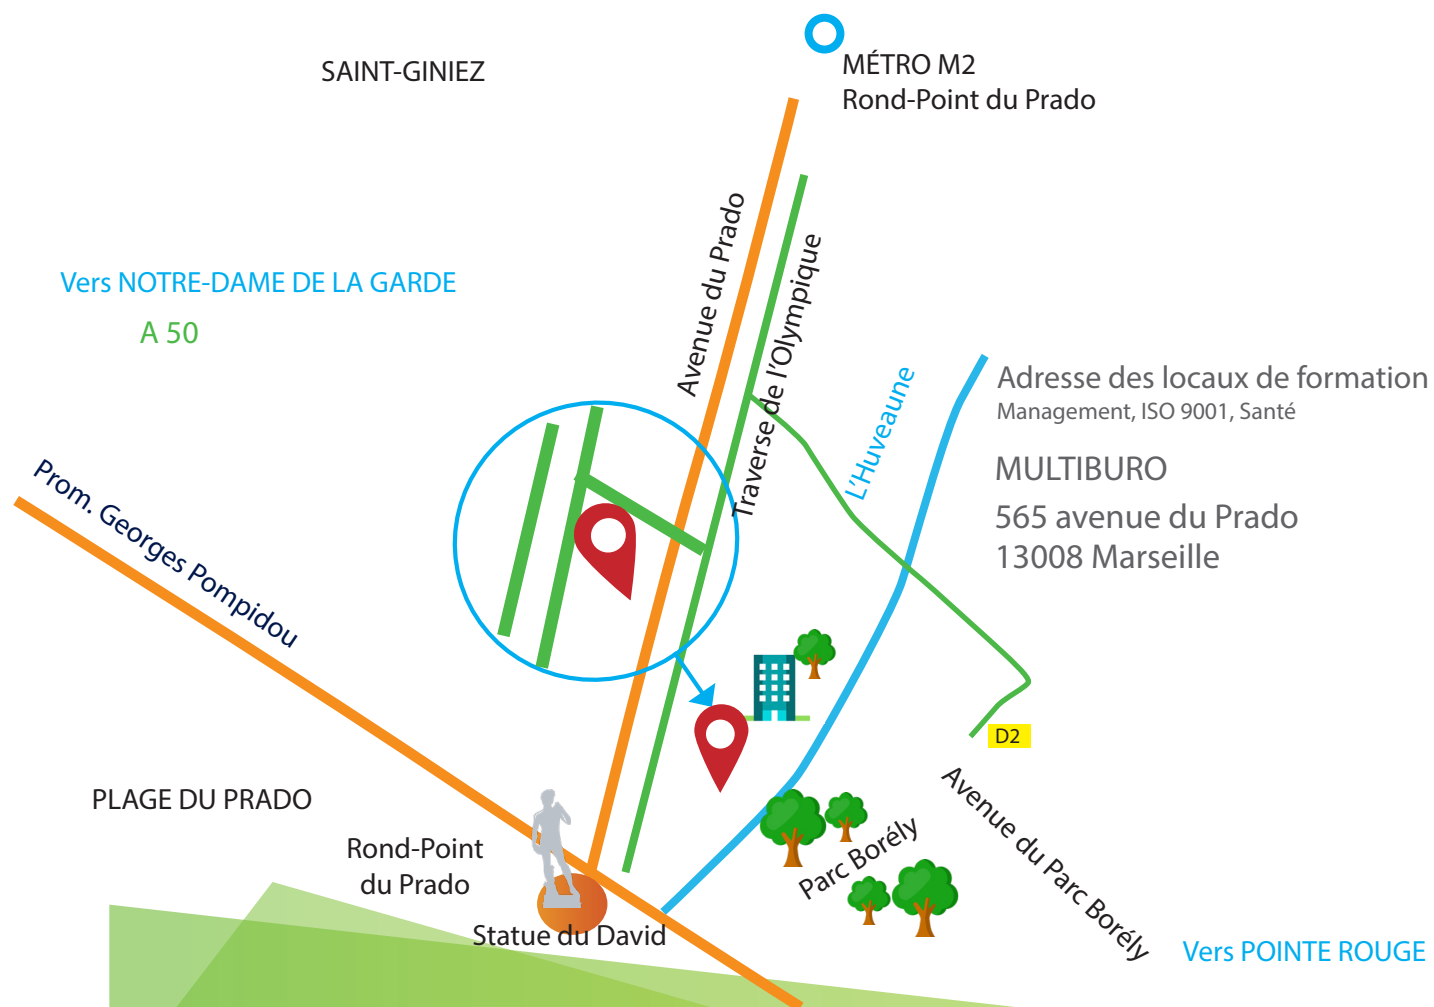 MÉTRO M2
Rond-Point du Prado
SAINT-GINIEZ
Avenue du Prado
Traverse de l'Olympique
Vers NOTRE-DAME DE LA GARDE
A 50
L'Huveaune
Adresse des locaux de formation
Management, ISO 9001, Santé
MULTIBURO
565 avenue du Prado
13008 Marseille
Prom. Georges Pompidou
D2
PLAGE DU PRADO
Rond-Point
du Prado
Statue du David
Parc Borély
Avenue du Parc Borély
Vers POINTE ROUGE